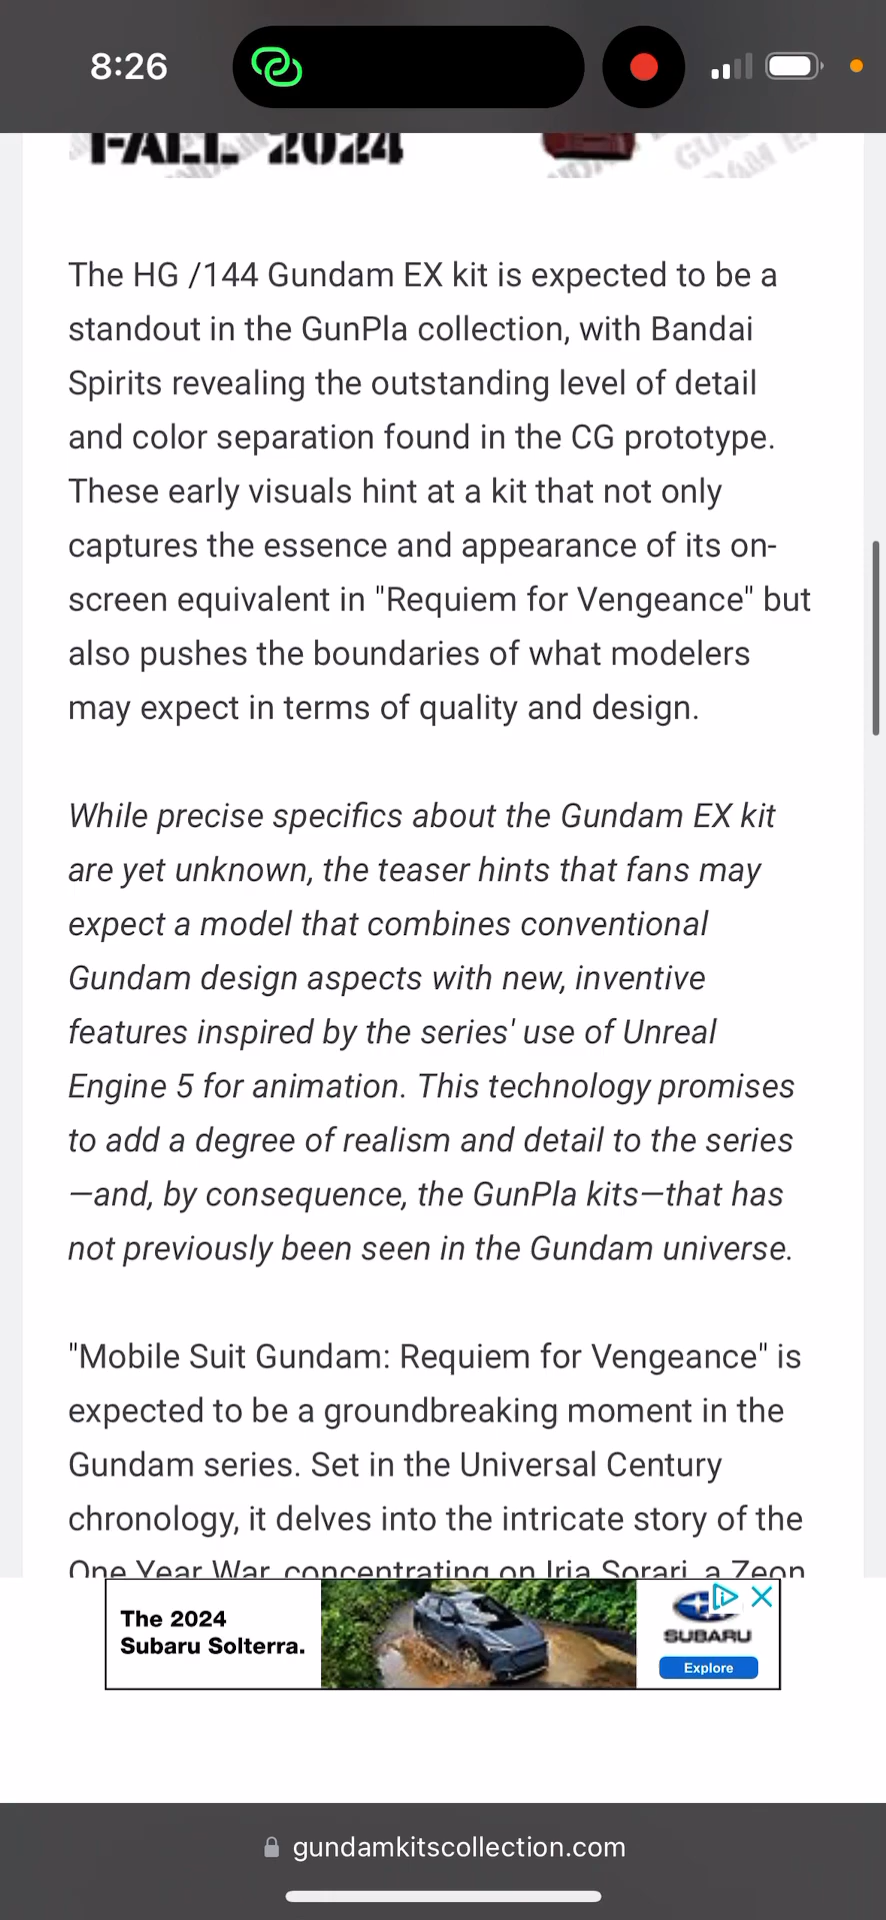 8:26
FALL 2024
The HG /144 Gundam EX kit is expected to be a
standout in the GunPla collection, with Bandai
Spirits revealing the outstanding level of detail
and color separation found in the CG prototype.
These early visuals hint at a kit that not only
captures the essence and appearance of its on-
screen equivalent in "Requiem for Vengeance" but
also pushes the boundaries of what modelers
may expect in terms of quality and design.
While precise specifics about the Gundam EX kit
are yet unknown, the teaser hints that fans may
expect a model that combines conventional
Gundam design aspects with new, inventive
features inspired by the series' use of Unreal
Engine 5 for animation. This technology promises
to add a degree of realism and detail to the series
—and, by consequence, the GunPla kits—that has
not previously been seen in the Gundam universe.
"Mobile Suit Gundam: Requiem for Vengeance" is
expected to be a groundbreaking moment in the
Gundam series. Set in the Universal Century
chronology, it delves into the intricate story of the
One Year War, concentrating on Iria Sorari, a Zeon
The 2024
Subaru Solterra.
SUBARU
Explore
gundamkitscollection.com